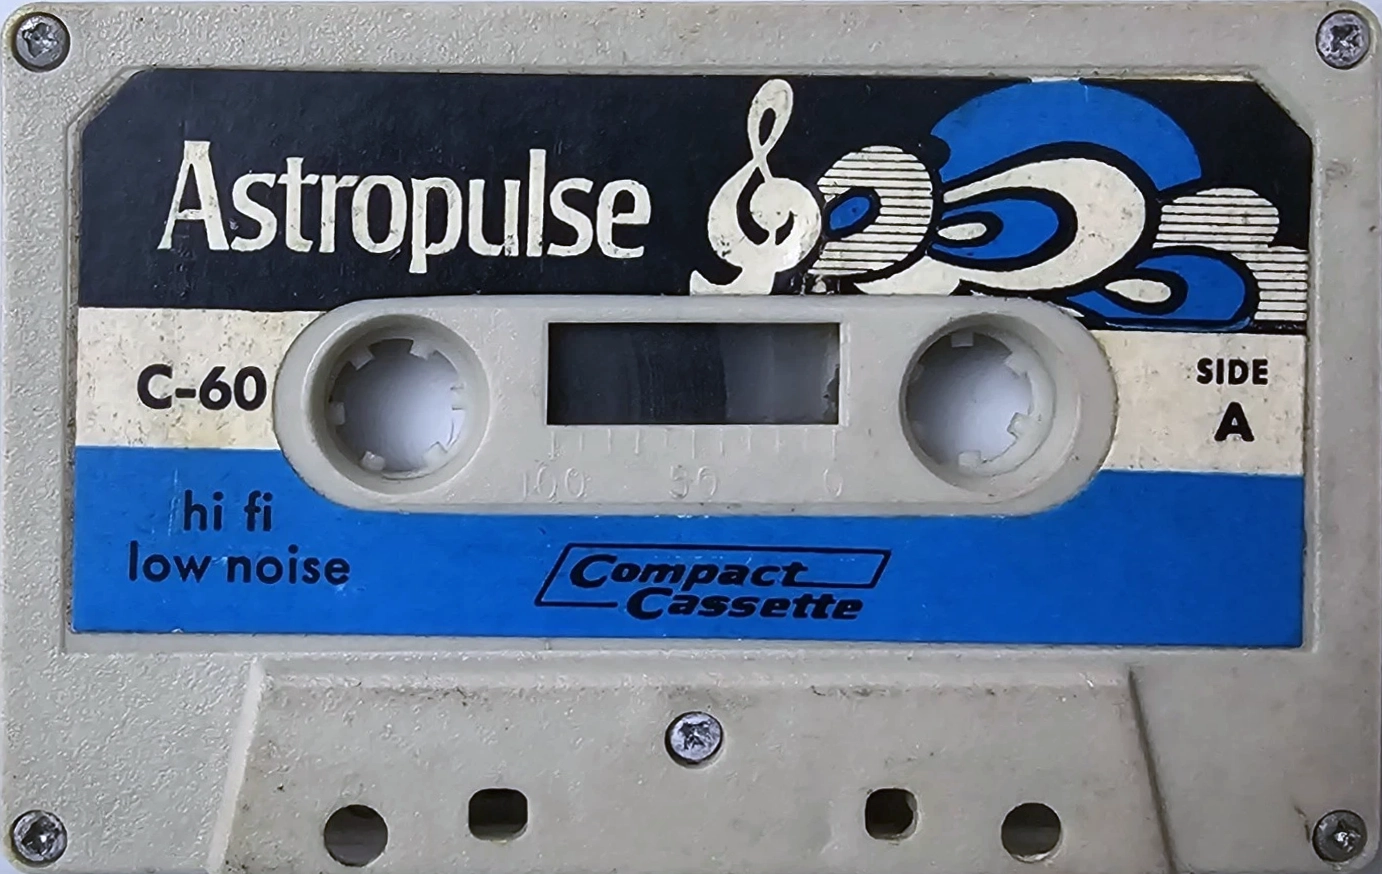 Astropulse
C-60
SIDE
A
100 50 0
hi fi
low noise
Compact
Cassette